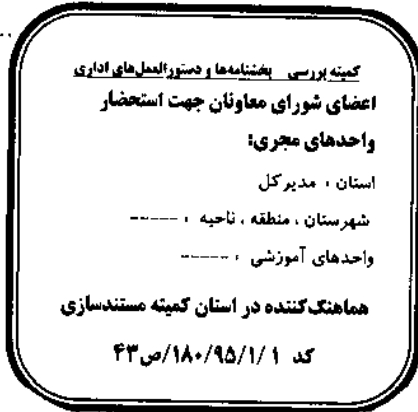 کمیته بررسی بخشنامه‌ها و دستورالعمل‌های اداری
اعضای شورای معاونان جهت استحضار
واحدهای مجری:
استان ، مدیرکل
شهرستان ، منطقه ، ناحیه ، -----
واحدهای آموزشی ، -----
هماهنگ‌کننده در استان کمیته مستندسازی
کد ۱ /۱۸۰/۹۵/۱/ص۴۳